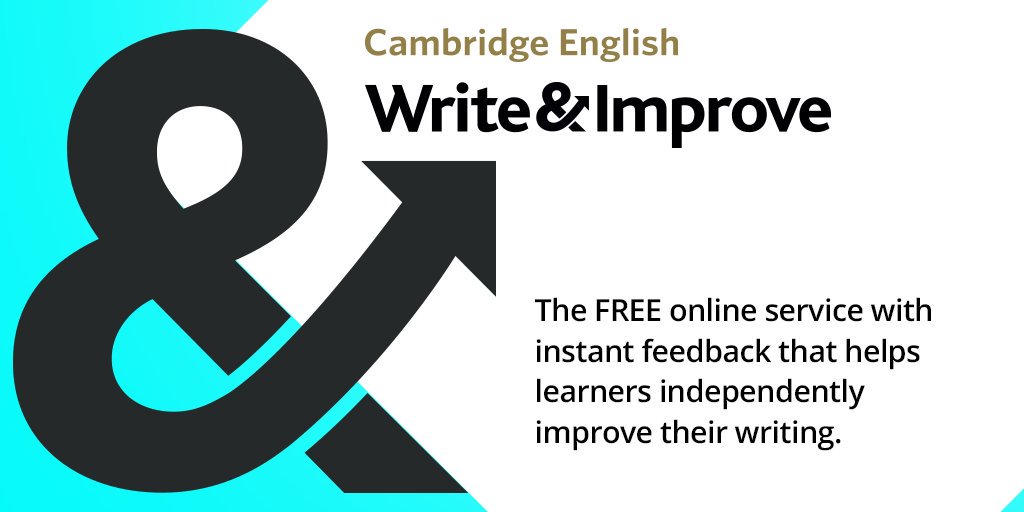 Cambridge English
Write&Improve
The FREE online service with
instant feedback that helps
learners independently
improve their writing.